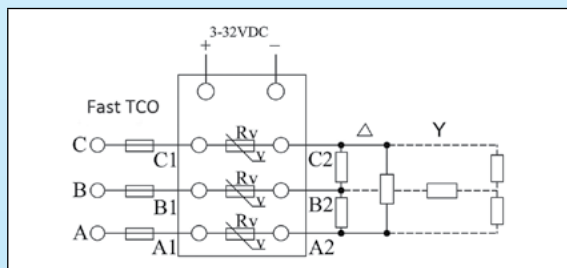 3-32VDC
+ −
Fast TCO
C C1 Rv v C2 △ Y
B B1 Rv v B2
A A1 Rv v A2